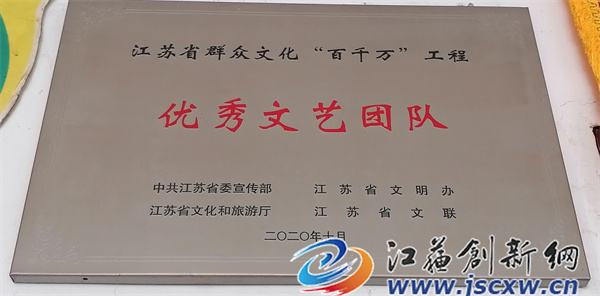 江苏省群众文化“百千万”工程
优秀文艺团队
中共江苏省委宣传部 江苏省文明办
江苏省文化和旅游厅 江苏省文联
二〇二〇年十月
江苏创新网
www.jscxw.cn